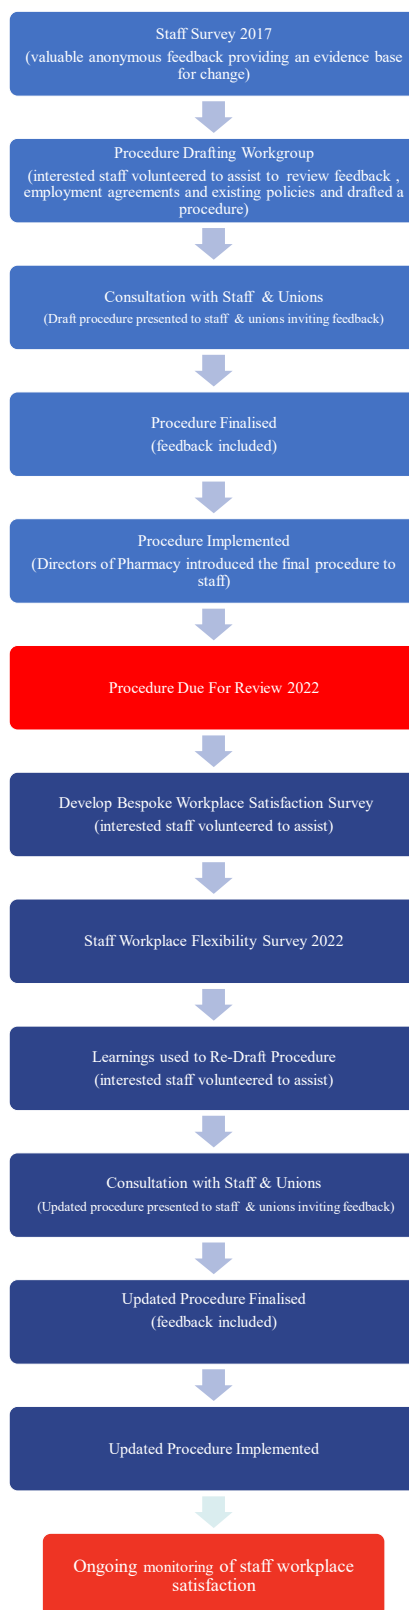 Staff Survey 2017
(valuable anonymous feedback providing an evidence base
for change)
Procedure Drafting Workgroup
(interested staff volunteered to assist to review feedback ,
employment agreements and existing policies and drafted a
procedure)
Consultation with Staff & Unions
(Draft procedure presented to staff & unions inviting feedback)
Procedure Finalised
(feedback included)
Procedure Implemented
(Directors of Pharmacy introduced the final procedure to
staff)
Procedure Due For Review 2022
Develop Bespoke Workplace Satisfaction Survey
(interested staff volunteered to assist)
Staff Workplace Flexibility Survey 2022
Learnings used to Re-Draft Procedure
(interested staff volunteered to assist)
Consultation with Staff & Unions
(Updated procedure presented to staff & unions inviting feedback)
Updated Procedure Finalised
(feedback included)
Updated Procedure Implemented
Ongoing monitoring of staff workplace
satisfaction